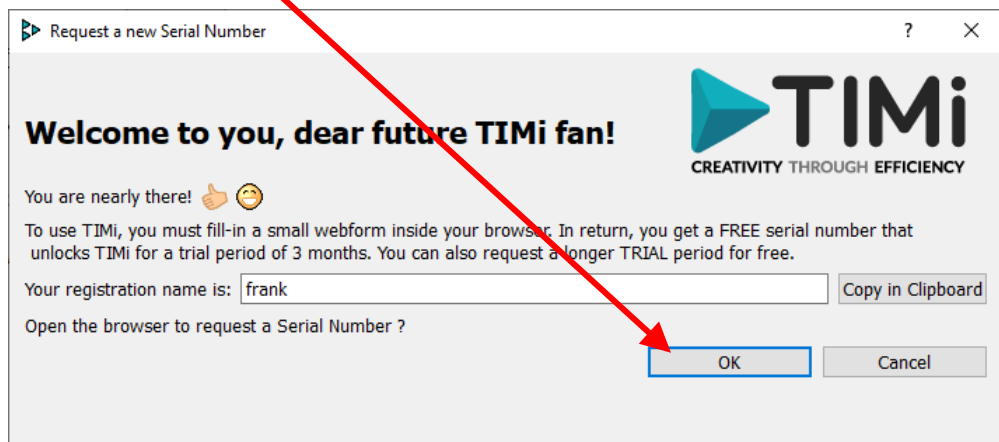 Request a new Serial Number
?
TIMi
CREATIVITY THROUGH EFFICIENCY
Welcome to you, dear future TIMi fan!
You are nearly there!
To use TIMi, you must fill-in a small webform inside your browser. In return, you get a FREE serial number that
unlocks TIMi for a trial period of 3 months. You can also request a longer TRIAL period for free.
Your registration name is: frank Copy in Clipboard
Open the browser to request a Serial Number ?
OK Cancel